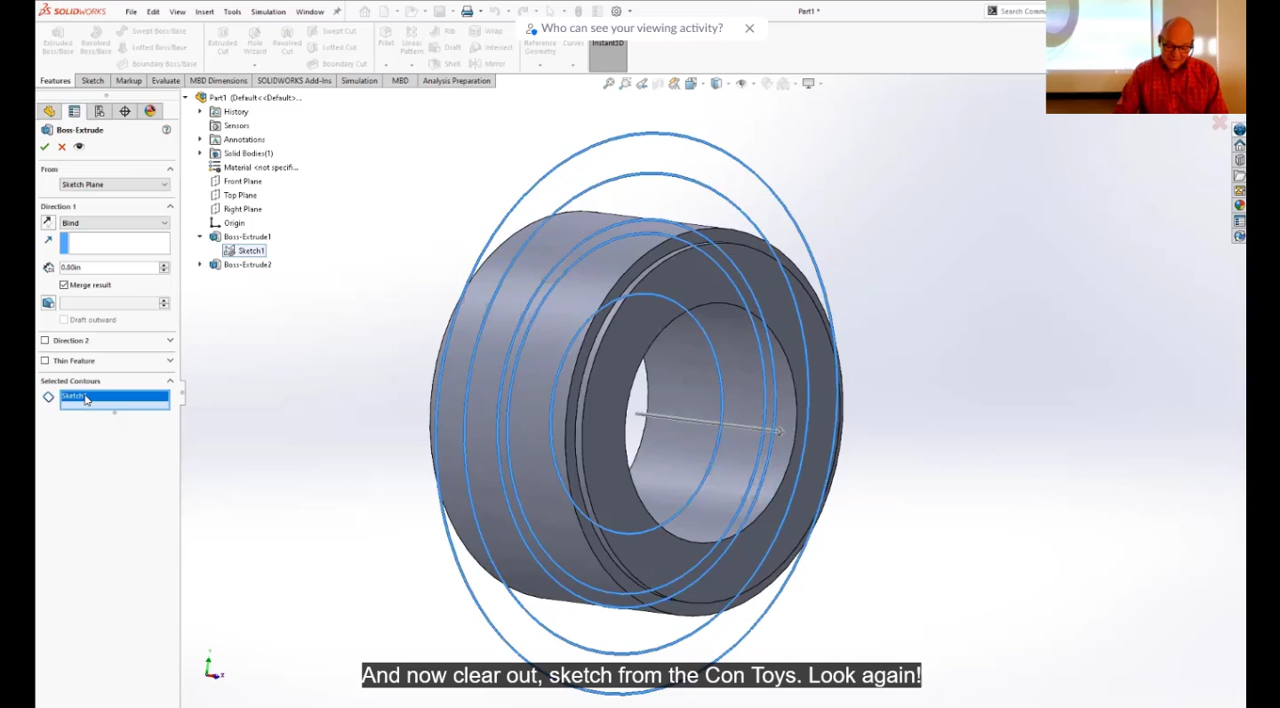 SOLIDWORKS File Edit View Insert Tools Simulation Window Part1 * Search Comm
Who can see your viewing activity?
Extruded Boss/Base Revolved Boss/Base Swept Boss/Base Lofted Boss/Base Boundary Boss/Base Extruded Cut Hole Wizard Revolved Cut Swept Cut Lofted Cut Boundary Cut Fillet Linear Pattern Rib Draft Shell Wrap Intersect Mirror Reference Geometry Curves Instant3D
Features Sketch Markup Evaluate MBD Dimensions SOLIDWORKS Add-Ins Simulation MBD Analysis Preparation
Part1 (Default<<Default>...
History
Sensors
Annotations
Solid Bodies(1)
Material <not specifi...
Front Plane
Top Plane
Right Plane
Origin
Boss-Extrude1
Sketch1
Boss-Extrude2
Boss-Extrude
From
Sketch Plane
Direction 1
Blind
0.80in
Merge result
Draft outward
Direction 2
Thin Feature
Selected Contours
And now clear out, sketch from the Con Toys. Look again!